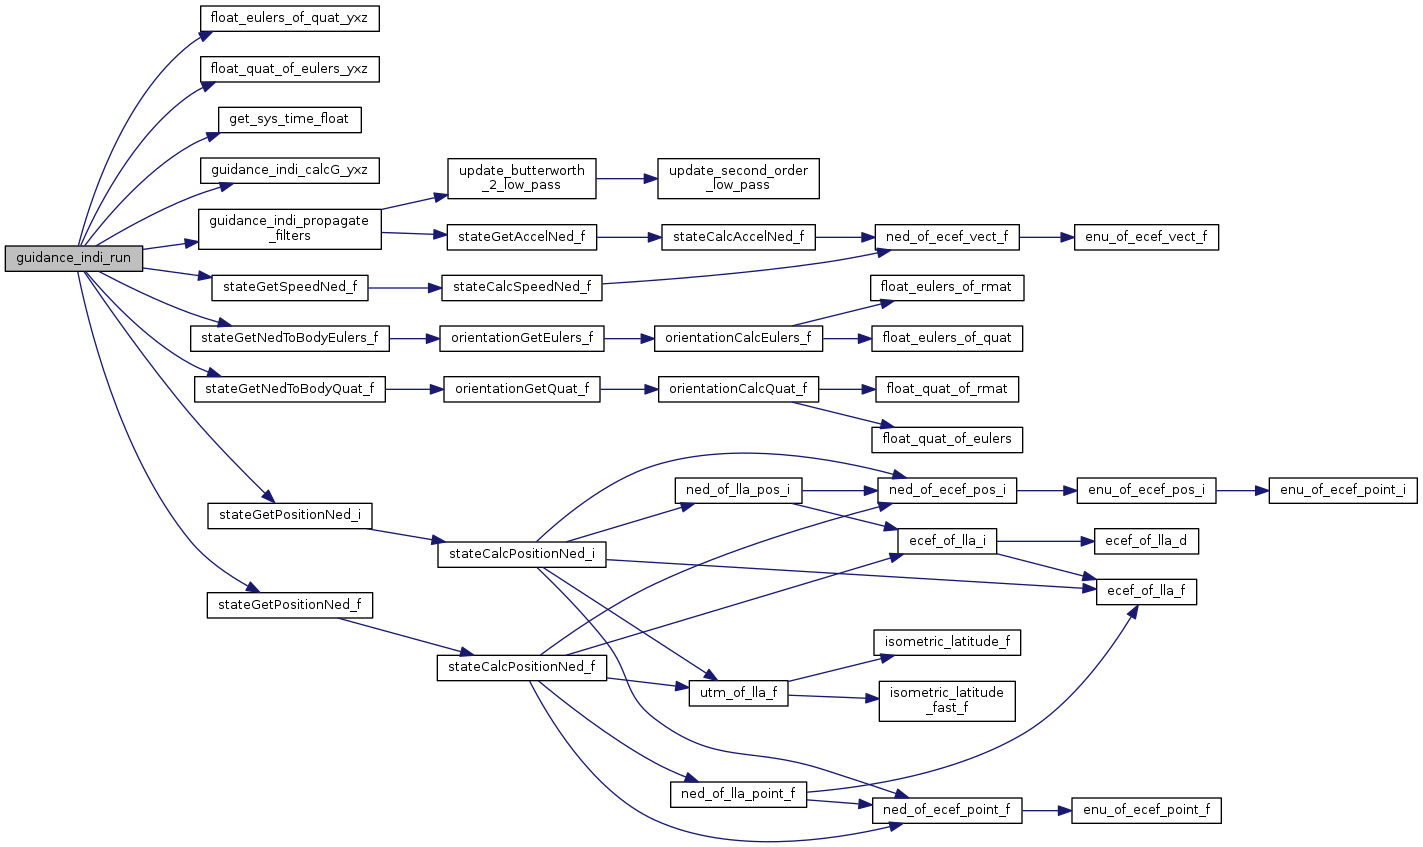 float_eulers_of_quat_yxz
float_quat_of_eulers_yxz
get_sys_time_float
guidance_indi_calcG_yxz
update_butterworth
_2_low_pass
update_second_order
_low_pass
guidance_indi_propagate
_filters
stateGetAccelNed_f
stateCalcAccelNed_f
ned_of_ecef_vect_f
enu_of_ecef_vect_f
guidance_indi_run
stateGetSpeedNed_f
stateCalcSpeedNed_f
float_eulers_of_rmat
stateGetNedToBodyEulers_f
orientationGetEulers_f
orientationCalcEulers_f
float_eulers_of_quat
stateGetNedToBodyQuat_f
orientationGetQuat_f
orientationCalcQuat_f
float_quat_of_rmat
float_quat_of_eulers
ned_of_lla_pos_i
ned_of_ecef_pos_i
enu_of_ecef_pos_i
enu_of_ecef_point_i
stateGetPositionNed_i
stateCalcPositionNed_i
ecef_of_lla_i
ecef_of_lla_d
ecef_of_lla_f
stateGetPositionNed_f
stateCalcPositionNed_f
isometric_latitude_f
utm_of_lla_f
isometric_latitude
_fast_f
ned_of_lla_point_f
ned_of_ecef_point_f
enu_of_ecef_point_f